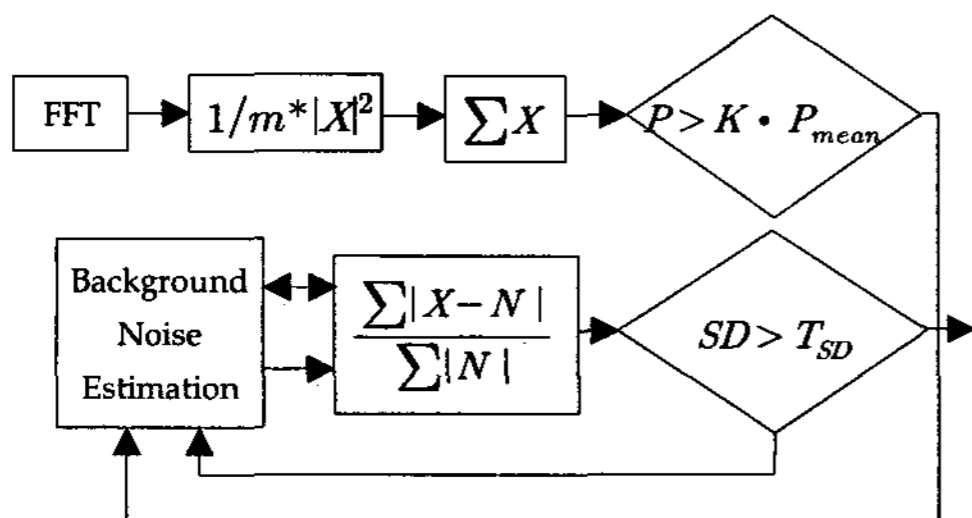 FFT
1/m*|X|²
∑X
P > K • P_mean
Background
Noise
Estimation
∑|X−N|
∑|N|
SD > T_SD